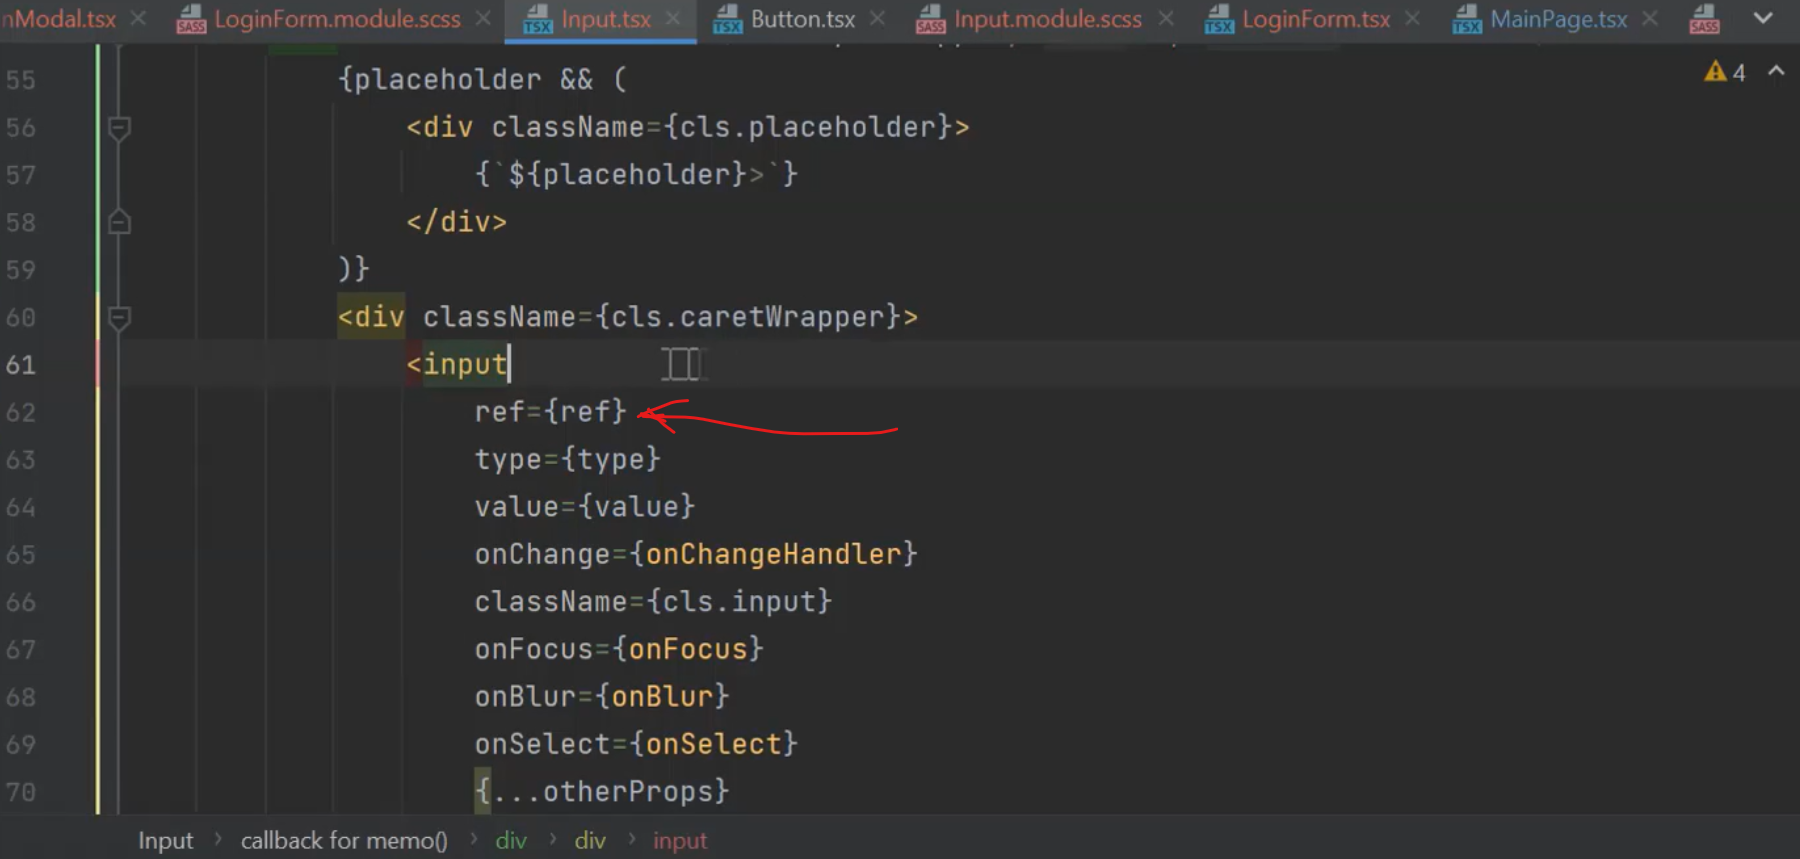 nModal.tsx LoginForm.module.scss Input.tsx Button.tsx Input.module.scss LoginForm.tsx MainPage.tsx
55 {placeholder && (
4
56 <div className={cls.placeholder}>
57 {`${placeholder}>`}
58 </div>
59 )}
60 <div className={cls.caretWrapper}>
61 <input
62 ref={ref}
63 type={type}
64 value={value}
65 onChange={onChangeHandler}
66 className={cls.input}
67 onFocus={onFocus}
68 onBlur={onBlur}
69 onSelect={onSelect}
70 {...otherProps}
Input > callback for memo() > div > div > input